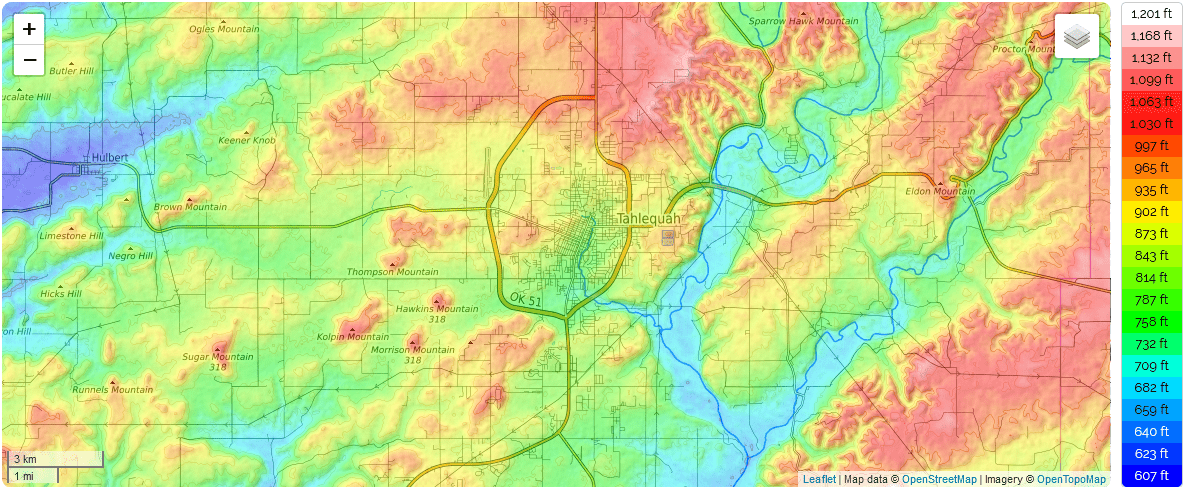 +
−
Ogles Mountain
Sparrow Hawk Mountain
Proctor Mount
Butler Hill
ucalate Hill
Keener Knob
Hulbert
Eldon Mountain
Brown Mountain
Tahlequah
Limestone Hill
Negro Hill
Thompson Mountain
Hicks Hill
OK 51
Hawkins Mountain
318
on Hill
Kolpin Mountain
Morrison Mountain
318
Sugar Mountain
318
Runnels Mountain
3 km
1 mi
Leaflet | Map data © OpenStreetMap | Imagery © OpenTopoMap
1,201 ft
1,168 ft
1,132 ft
1,099 ft
1,063 ft
1,030 ft
997 ft
965 ft
935 ft
902 ft
873 ft
843 ft
814 ft
787 ft
758 ft
732 ft
709 ft
682 ft
659 ft
640 ft
623 ft
607 ft